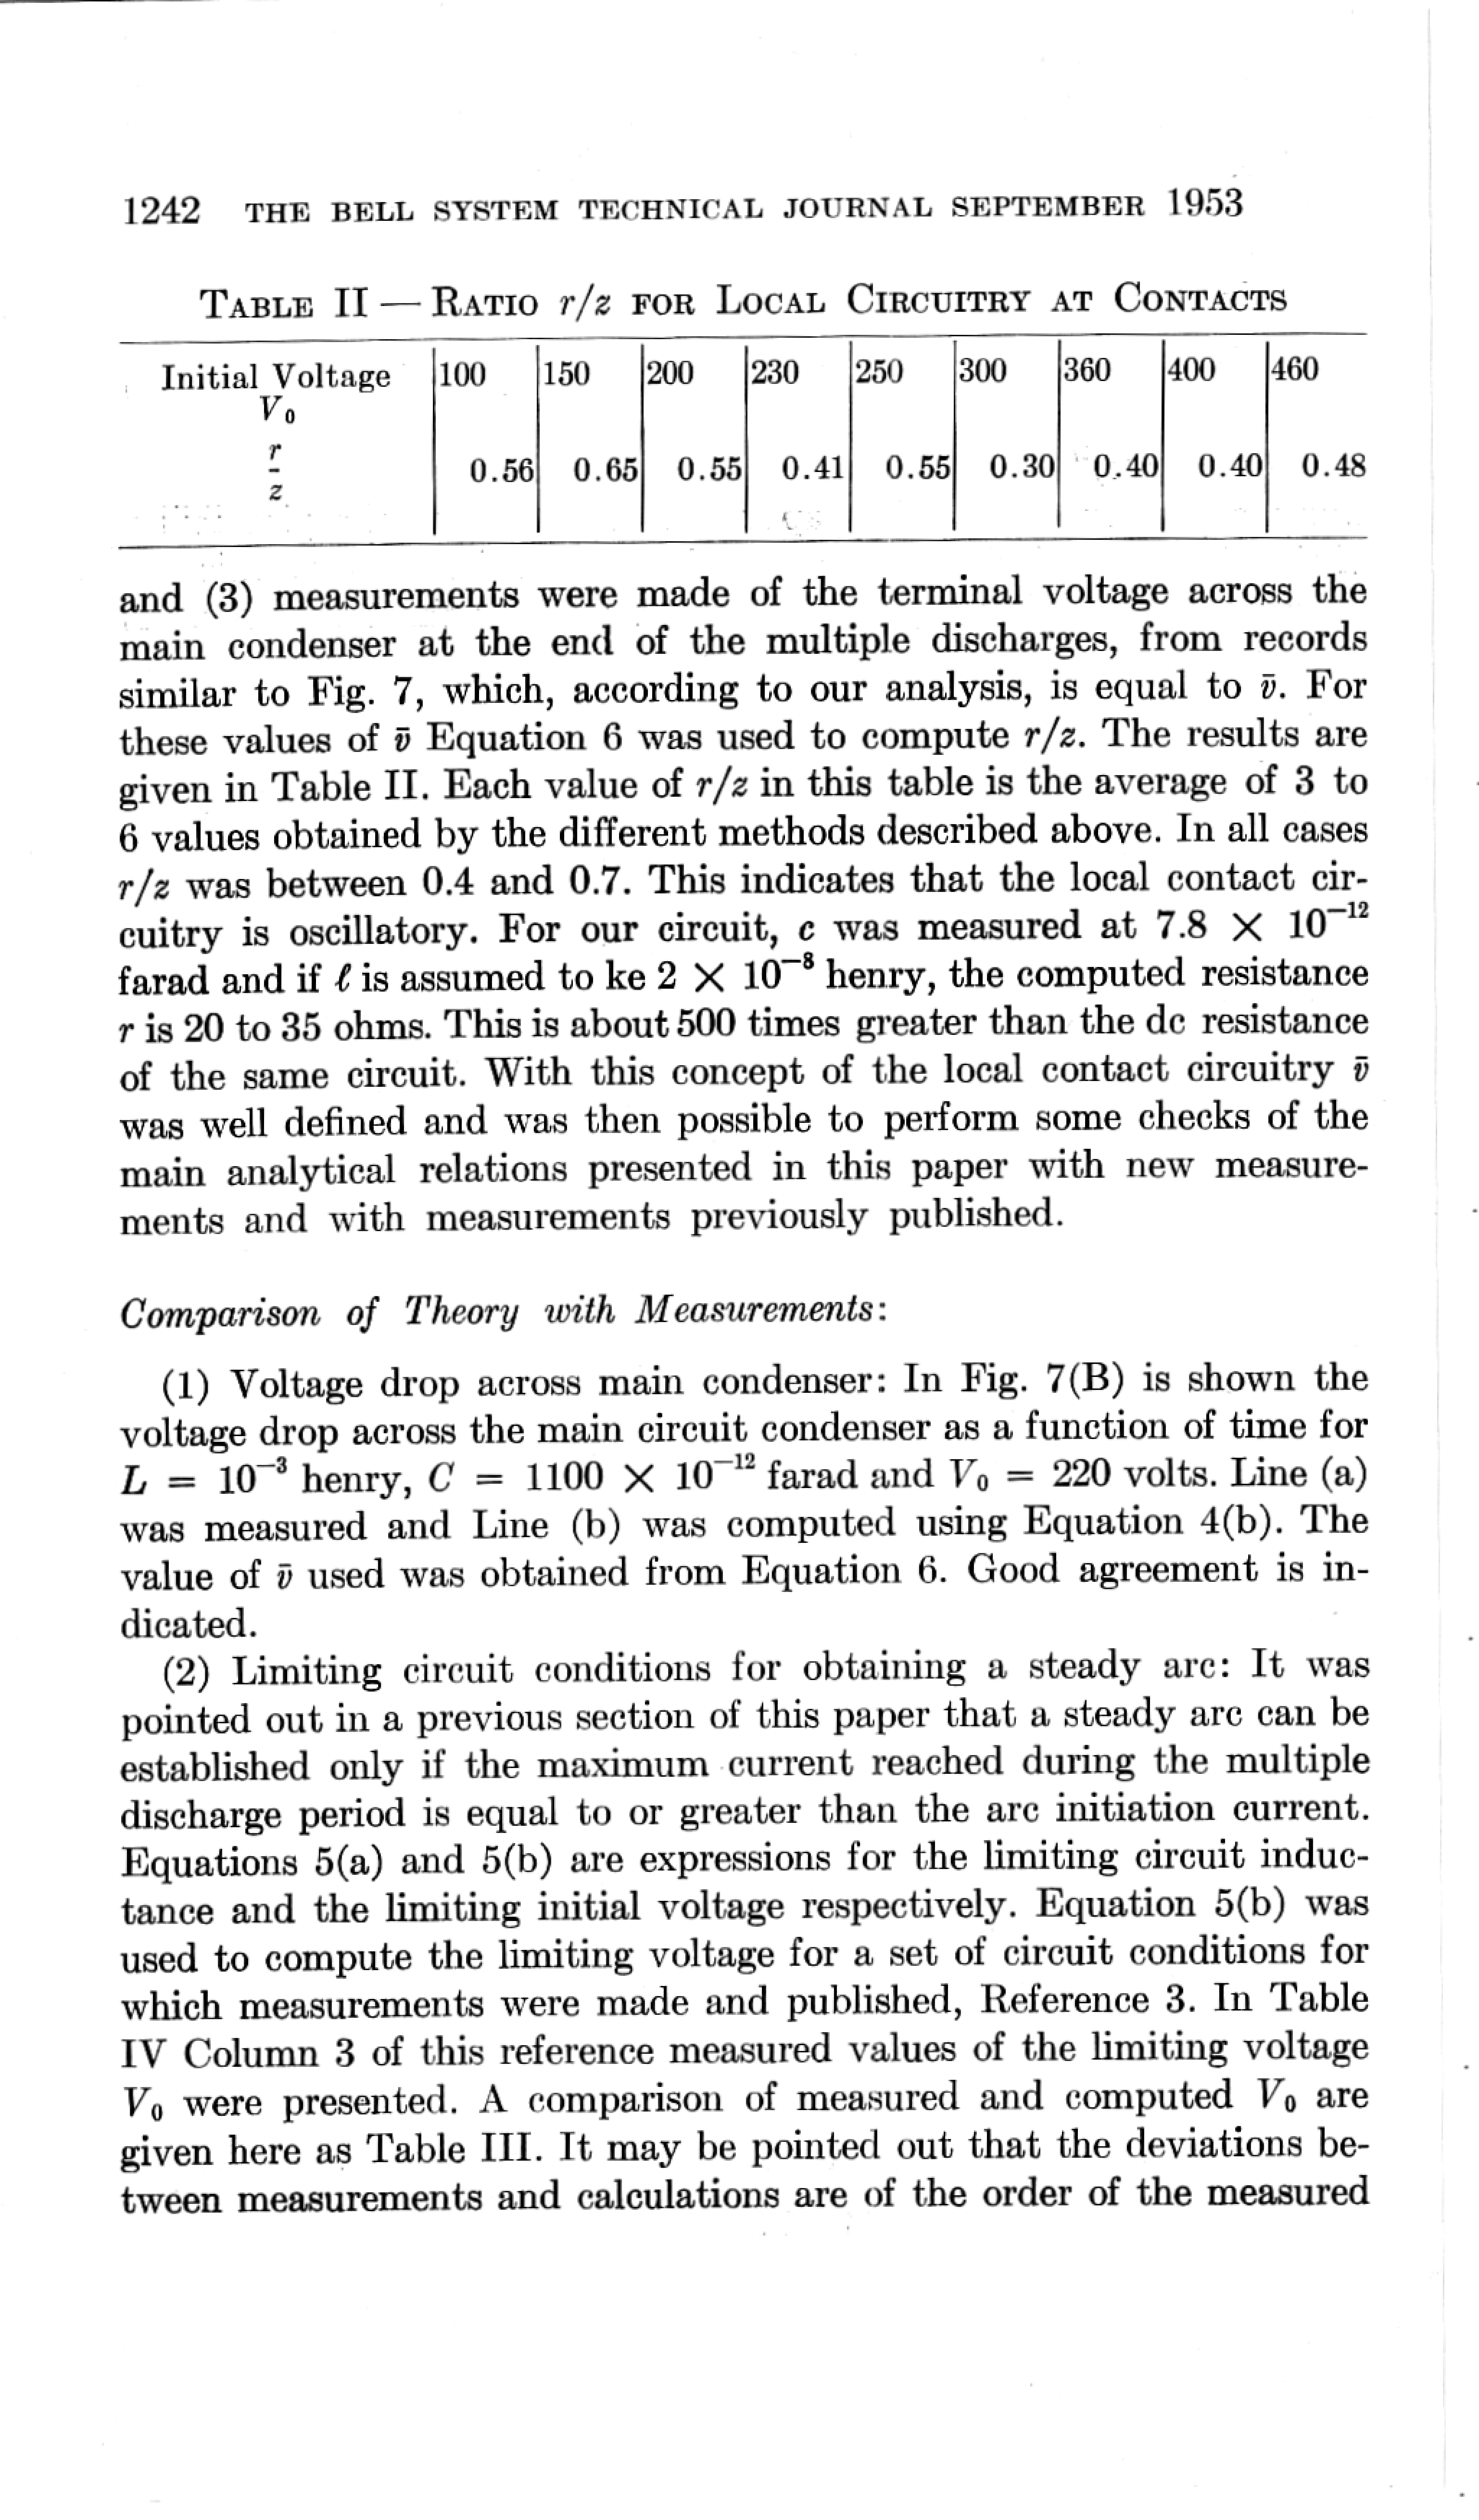 1242 THE BELL SYSTEM TECHNICAL JOURNAL SEPTEMBER 1953
TABLE II — RATIO r/z FOR LOCAL CIRCUITRY AT CONTACTS
Initial Voltage 100 150 200 230 250 300 360 400 460
V₀
r/z 0.56 0.65 0.55 0.41 0.55 0.30 0.40 0.40 0.48
and (3) measurements were made of the terminal voltage across the
main condenser at the end of the multiple discharges, from records
similar to Fig. 7, which, according to our analysis, is equal to v̄. For
these values of v̄ Equation 6 was used to compute r/z. The results are
given in Table II. Each value of r/z in this table is the average of 3 to
6 values obtained by the different methods described above. In all cases
r/z was between 0.4 and 0.7. This indicates that the local contact cir-
cuitry is oscillatory. For our circuit, c was measured at 7.8 × 10⁻¹²
farad and if ℓ is assumed to ke 2 × 10⁻⁸ henry, the computed resistance
r is 20 to 35 ohms. This is about 500 times greater than the dc resistance
of the same circuit. With this concept of the local contact circuitry v̄
was well defined and was then possible to perform some checks of the
main analytical relations presented in this paper with new measure-
ments and with measurements previously published.
Comparison of Theory with Measurements:
(1) Voltage drop across main condenser: In Fig. 7(B) is shown the
voltage drop across the main circuit condenser as a function of time for
L = 10⁻³ henry, C = 1100 × 10⁻¹² farad and V₀ = 220 volts. Line (a)
was measured and Line (b) was computed using Equation 4(b). The
value of v̄ used was obtained from Equation 6. Good agreement is in-
dicated.
(2) Limiting circuit conditions for obtaining a steady arc: It was
pointed out in a previous section of this paper that a steady arc can be
established only if the maximum current reached during the multiple
discharge period is equal to or greater than the arc initiation current.
Equations 5(a) and 5(b) are expressions for the limiting circuit induc-
tance and the limiting initial voltage respectively. Equation 5(b) was
used to compute the limiting voltage for a set of circuit conditions for
which measurements were made and published, Reference 3. In Table
IV Column 3 of this reference measured values of the limiting voltage
V₀ were presented. A comparison of measured and computed V₀ are
given here as Table III. It may be pointed out that the deviations be-
tween measurements and calculations are of the order of the measured